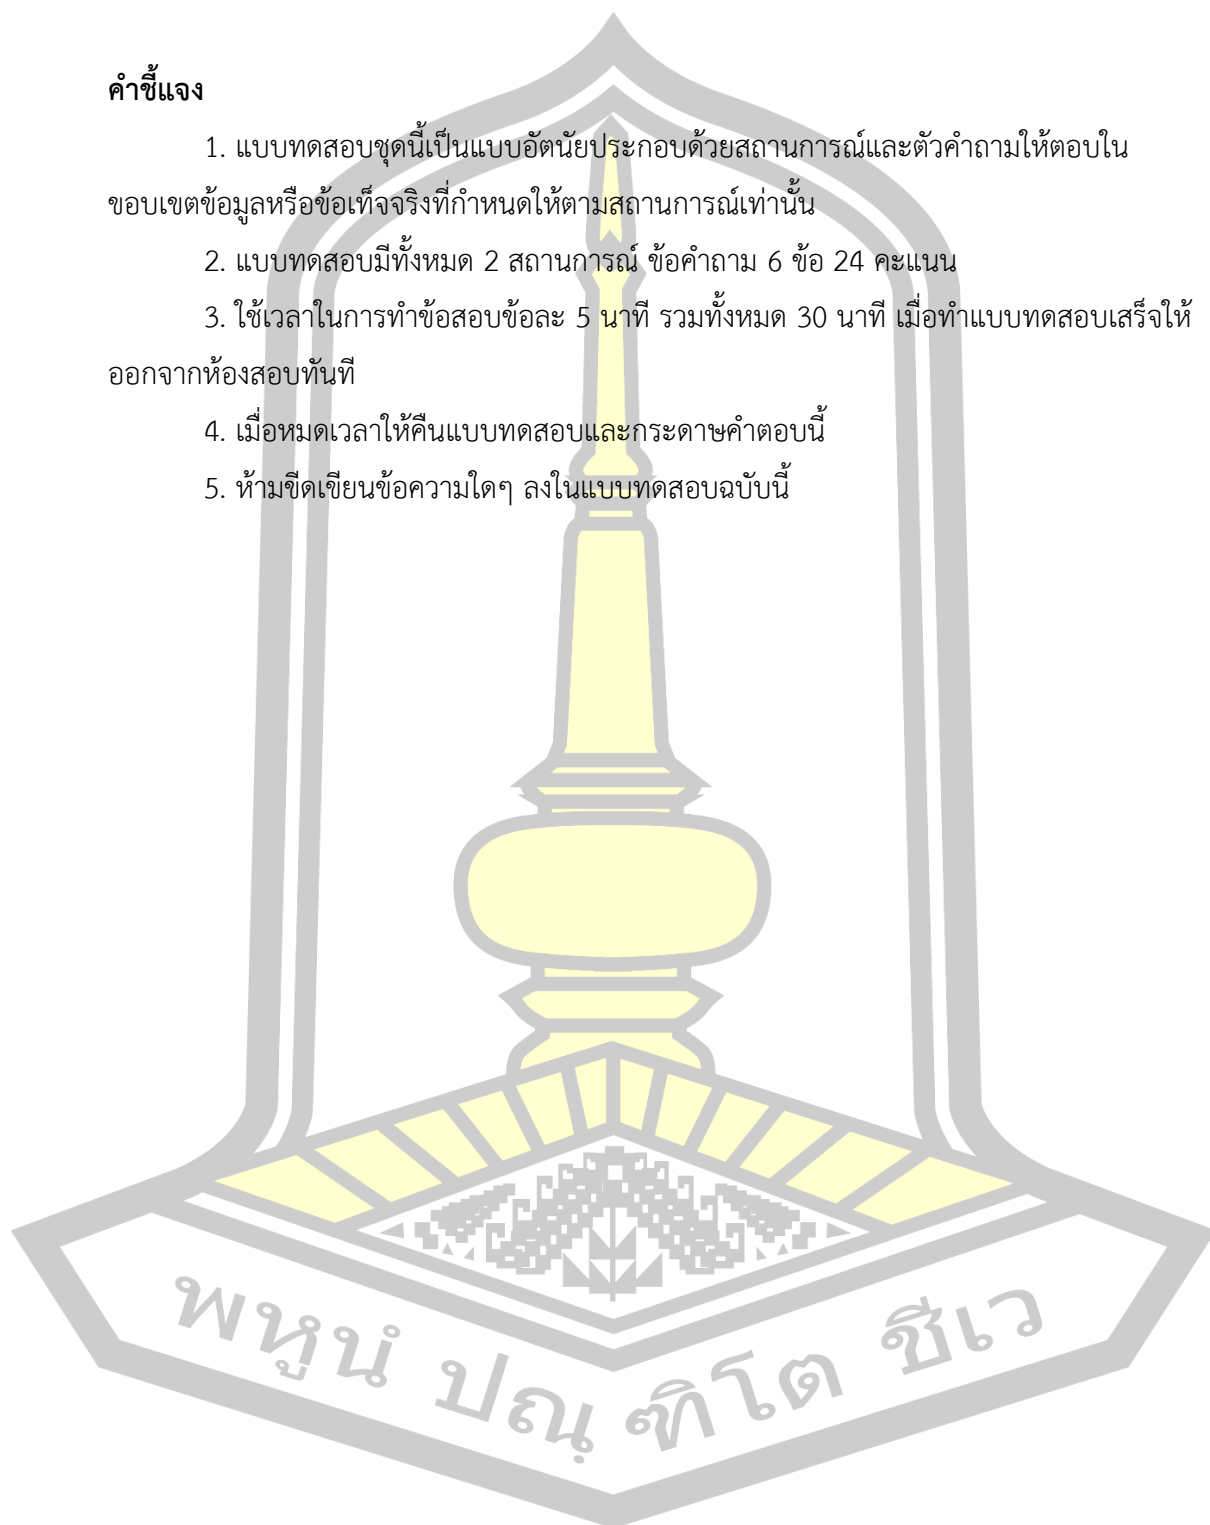 คำชี้แจง
1. แบบทดสอบชุดนี้เป็นแบบอัตนัยประกอบด้วยสถานการณ์และตัวคำถามให้ตอบใน
ขอบเขตข้อมูลหรือข้อเท็จจริงที่กำหนดให้ตามสถานการณ์เท่านั้น
2. แบบทดสอบมีทั้งหมด 2 สถานการณ์ ข้อคำถาม 6 ข้อ 24 คะแนน
3. ใช้เวลาในการทำข้อสอบข้อละ 5 นาที รวมทั้งหมด 30 นาที เมื่อทำแบบทดสอบเสร็จให้
ออกจากห้องสอบทันที
4. เมื่อหมดเวลาให้คืนแบบทดสอบและกระดาษคำตอบนี้
5. ห้ามขีดเขียนข้อความใดๆ ลงในแบบทดสอบฉบับนี้
พหูนํ ปณฺ ฑิโต ชีเว